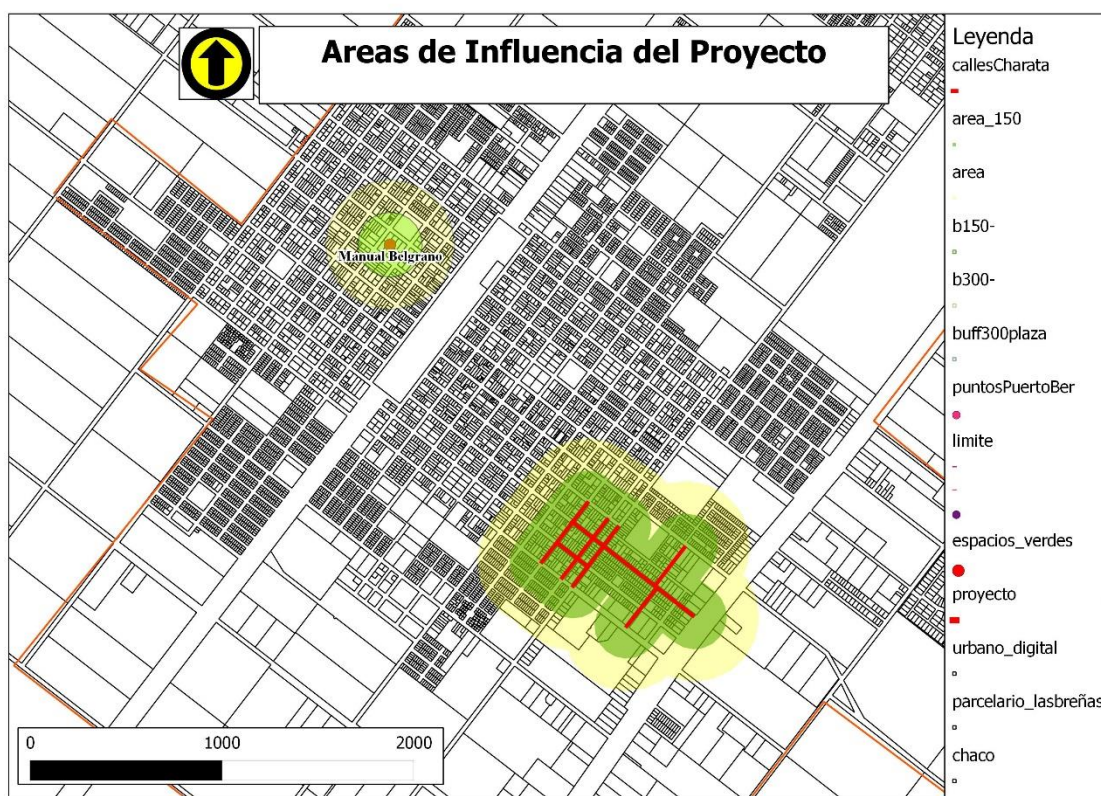 Areas de Influencia del Proyecto
Manual Belgrano
0
1000
2000
Leyenda
callesCharata
area_150
area
b150-
b300-
buff300plaza
puntosPuertoBer
limite
espacios_verdes
proyecto
urbano_digital
parcelario_lasbreñas
chaco